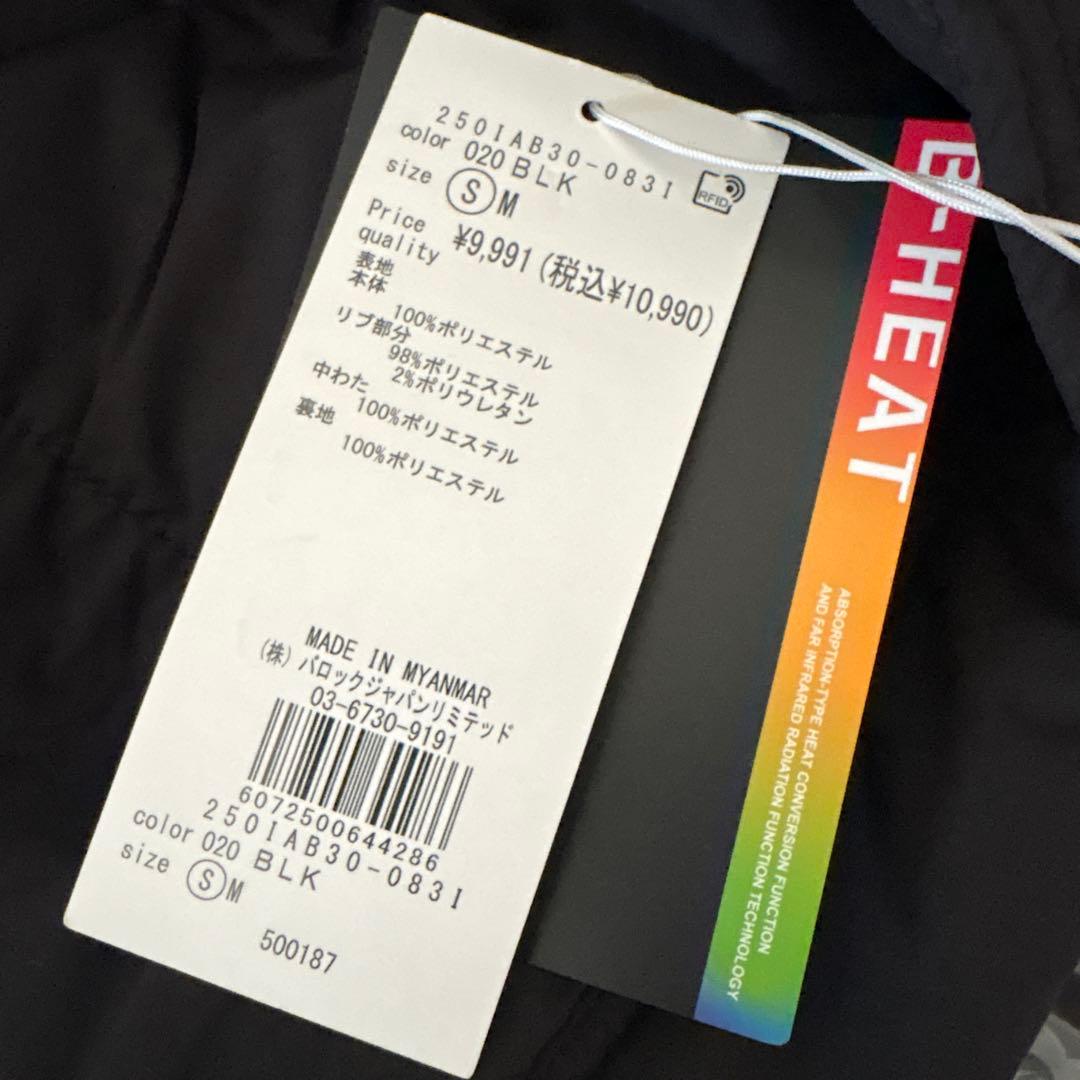 250IAB30-083I
color 020 BLK
RFID
size Ⓢ M
Price ¥9,991(税込¥10,990)
quality
表地
本体
100%ポリエステル
リブ部分
98%ポリエステル
2%ポリウレタン
中わた 100%ポリエステル
裏地 100%ポリエステル
MADE IN MYANMAR
(株)バロックジャパンリミテッド
03-6730-9191
6072500644286
250IAB30-083I
color 020 BLK
size Ⓢ M
500187
B-HEAT
ABSORPTION-TYPE HEAT CONVERSION FUNCTION
AND FAR INFRARED RADIATION FUNCTION TECHNOLOGY